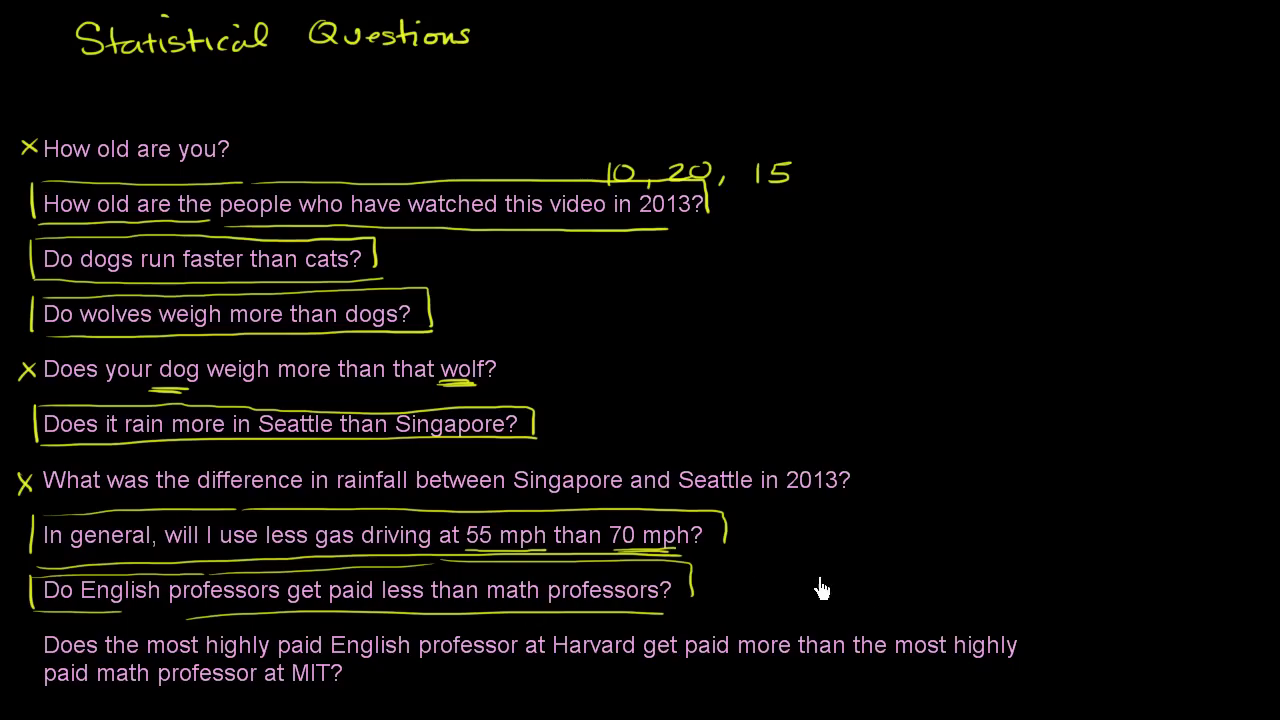 Statistical Questions
x How old are you?
10, 20, 15
How old are the people who have watched this video in 2013?
Do dogs run faster than cats?
Do wolves weigh more than dogs?
x Does your dog weigh more than that wolf?
Does it rain more in Seattle than Singapore?
x What was the difference in rainfall between Singapore and Seattle in 2013?
In general, will I use less gas driving at 55 mph than 70 mph?
Do English professors get paid less than math professors?
Does the most highly paid English professor at Harvard get paid more than the most highly
paid math professor at MIT?